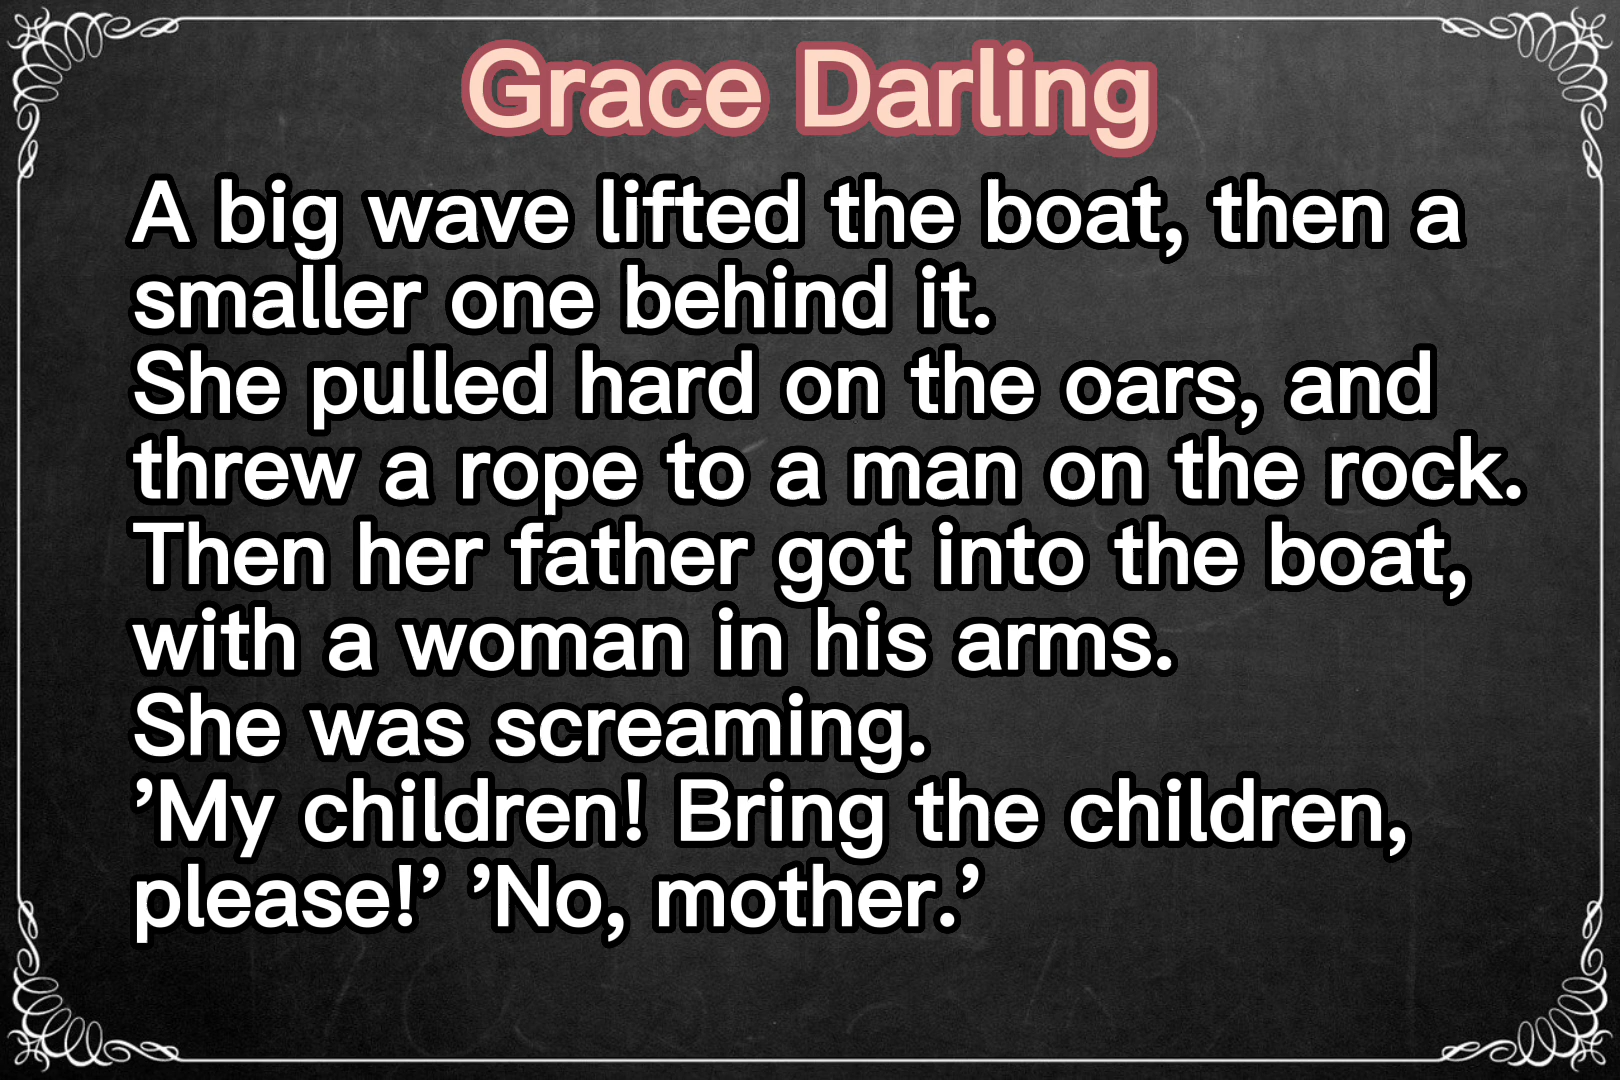 Grace Darling
A big wave lifted the boat, then a
smaller one behind it.
She pulled hard on the oars, and
threw a rope to a man on the rock.
Then her father got into the boat,
with a woman in his arms.
She was screaming.
’My children! Bring the children,
please!’ ’No, mother.’